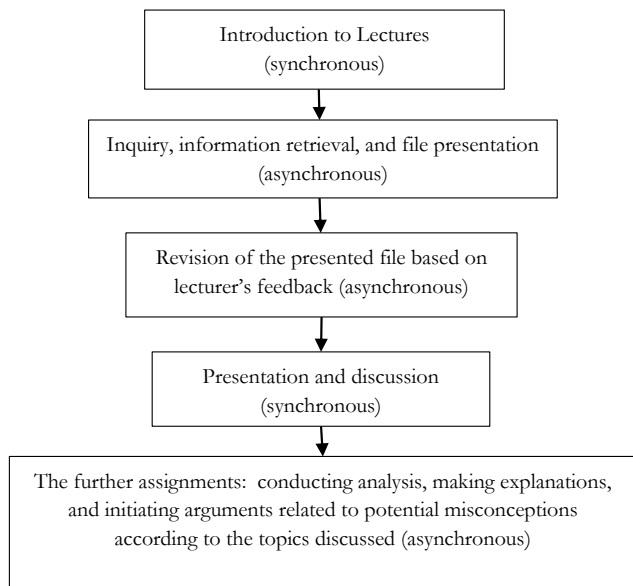 Introduction to Lectures
(synchronous)
Inquiry, information retrieval, and file presentation
(asynchronous)
Revision of the presented file based on
lecturer’s feedback (asynchronous)
Presentation and discussion
(synchronous)
The further assignments:  conducting analysis, making explanations,
and initiating arguments related to potential misconceptions
according to the topics discussed (asynchronous)